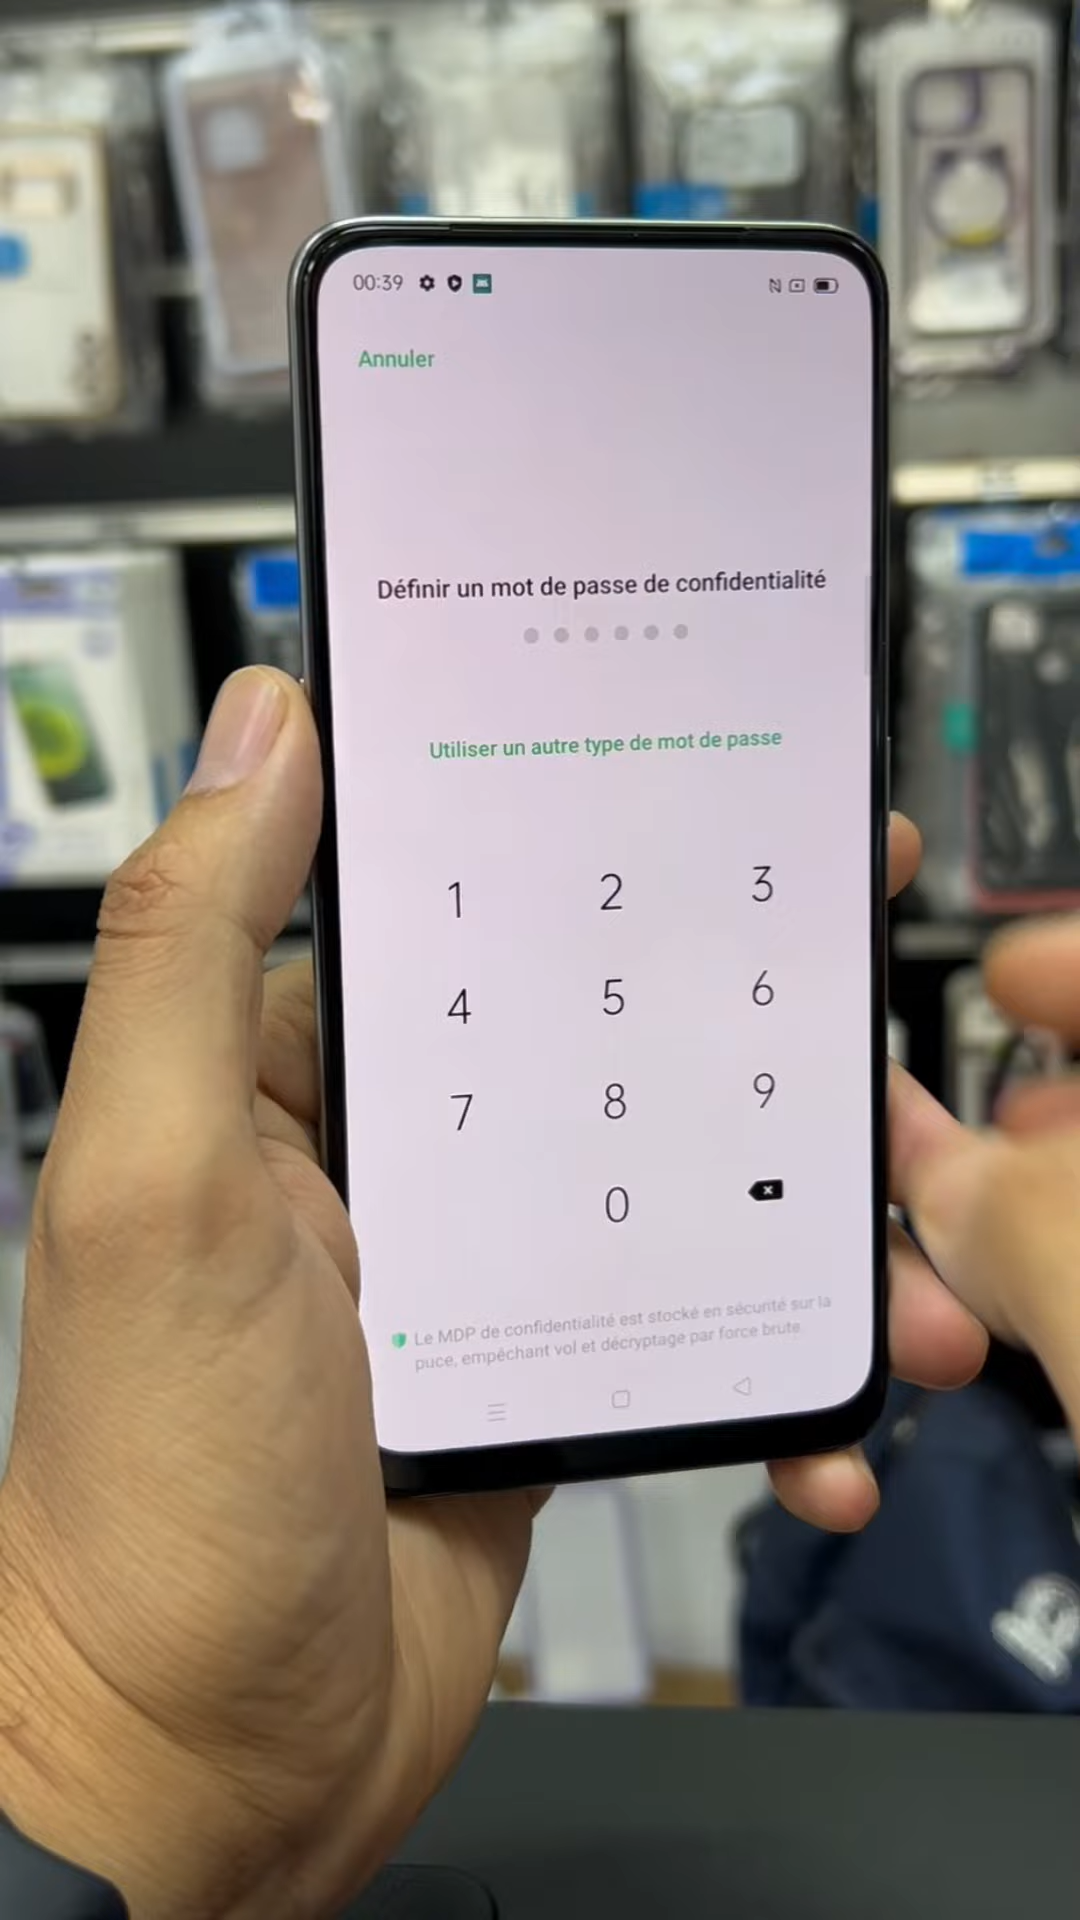 00:39
Annuler
Définir un mot de passe de confidentialité
Utiliser un autre type de mot de passe
1 2 3
4 5 6
7 8 9
0
Le MDP de confidentialité est stocké en sécurité sur la
puce, empêchant vol et décryptage par force brute.